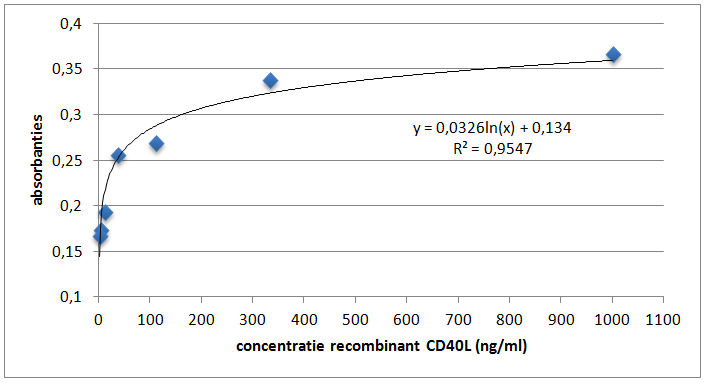 0,4
0,35
0,3
0,25
0,2
0,15
0,1
absorbanties
y = 0,0326ln(x) + 0,134
R² = 0,9547
0 100 200 300 400 500 600 700 800 900 1000 1100
concentratie recombinant CD40L (ng/ml)